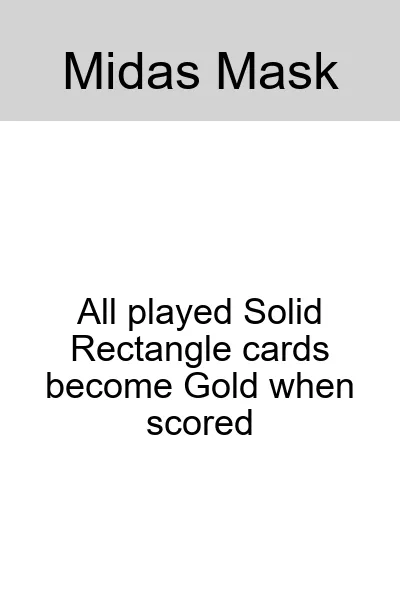 Midas Mask
All played Solid
Rectangle cards
become Gold when
scored